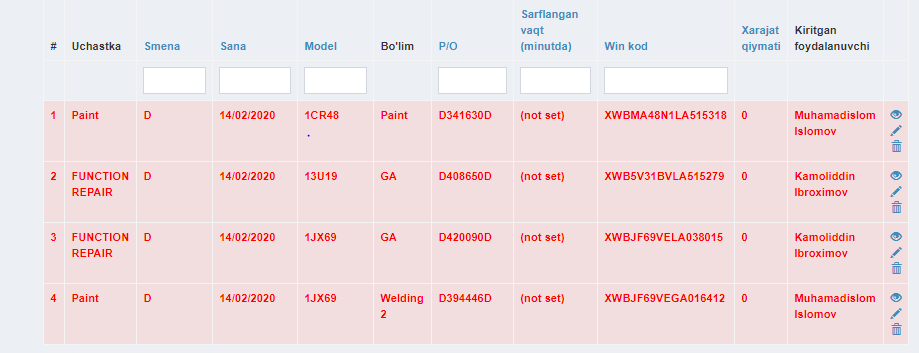 # Uchastka Smena Sana Model Bo'lim P/O Sarflangan vaqt (minutda) Win kod Xarajat qiymati Kiritgan foydalanuvchi
1 Paint D 14/02/2020 1CR48 Paint D341630D (not set) XWBMA48N1LA515318 0 Muhamadislom Islomov
2 FUNCTION REPAIR D 14/02/2020 13U19 GA D408650D (not set) XWB5V31BVLA515279 0 Kamoliddin Ibroximov
3 FUNCTION REPAIR D 14/02/2020 1JX69 GA D420090D (not set) XWBJF69VELA038015 0 Kamoliddin Ibroximov
4 Paint D 14/02/2020 1JX69 Welding 2 D394446D (not set) XWBJF69VEGA016412 0 Muhamadislom Islomov